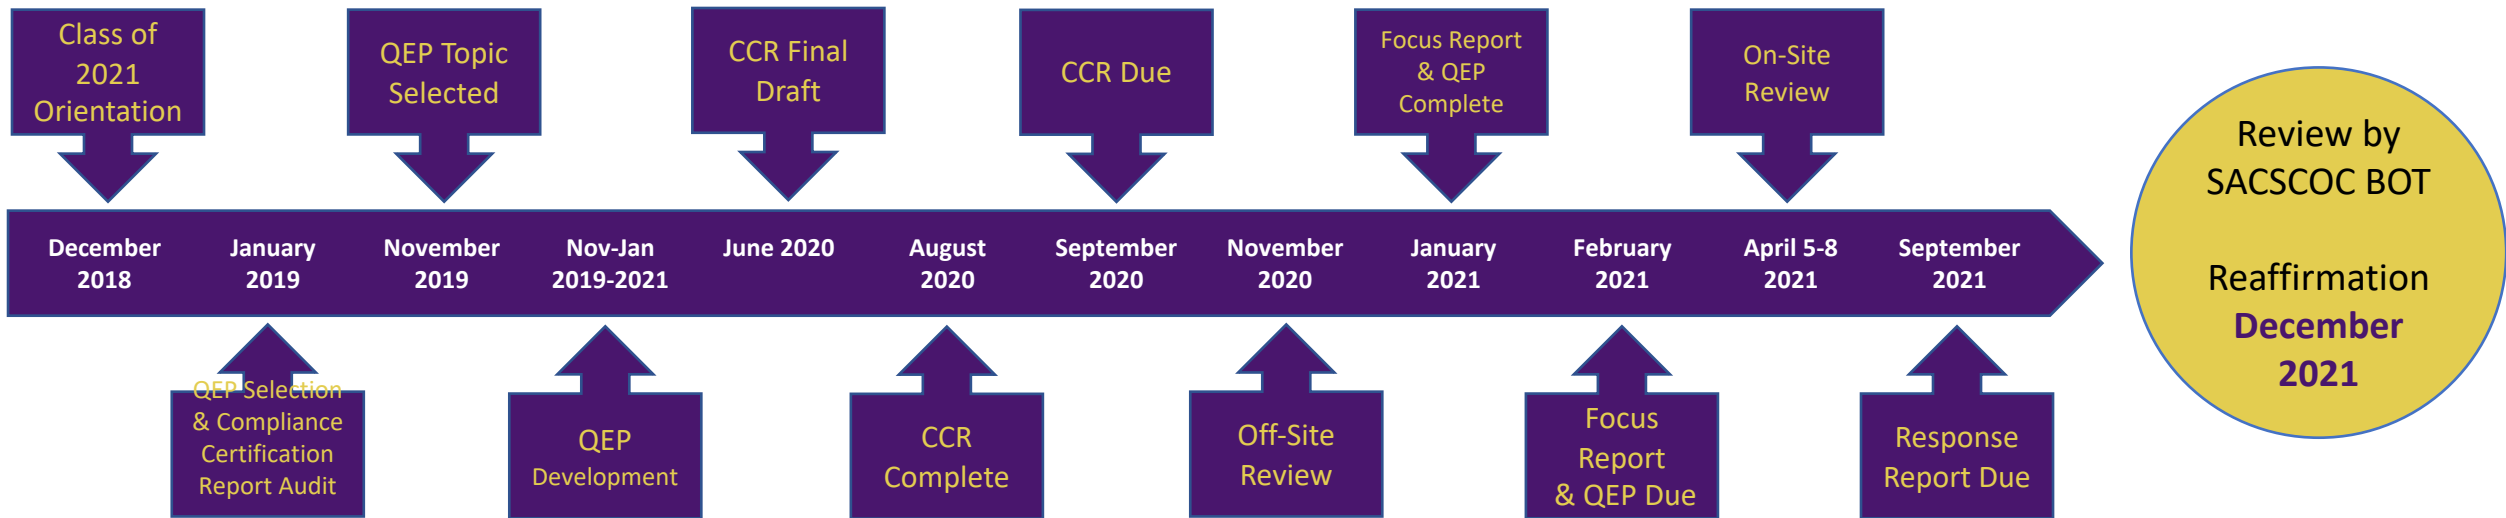 Class of
2021
Orientation
QEP Topic
Selected
CCR Final
Draft
CCR Due
Focus Report
& QEP
Complete
On-Site
Review
December
2018
January
2019
November
2019
Nov-Jan
2019-2021
June 2020
August
2020
September
2020
November
2020
January
2021
February
2021
April 5-8
2021
September
2021
QEP Selection
& Compliance
Certification
Report Audit
QEP
Development
CCR
Complete
Off-Site
Review
Focus
Report
& QEP Due
Response
Report Due
Review by
SACSCOC BOT
Reaffirmation
December
2021